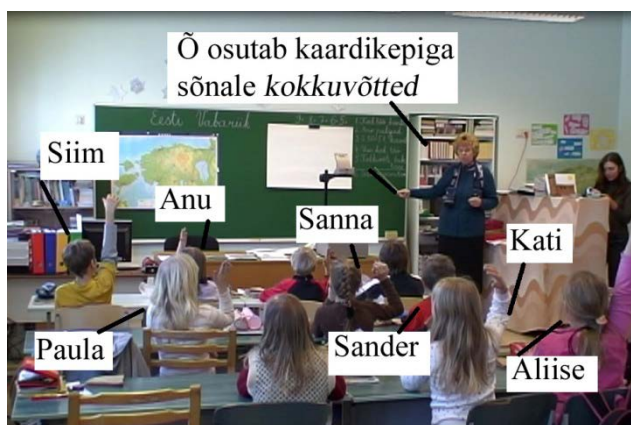 Õ osutab kaardikepiga
sõnale kokkuvõtted
Eesti Vabariik
Siim
Anu
Sanna
Kati
Paula
Sander
Aliise